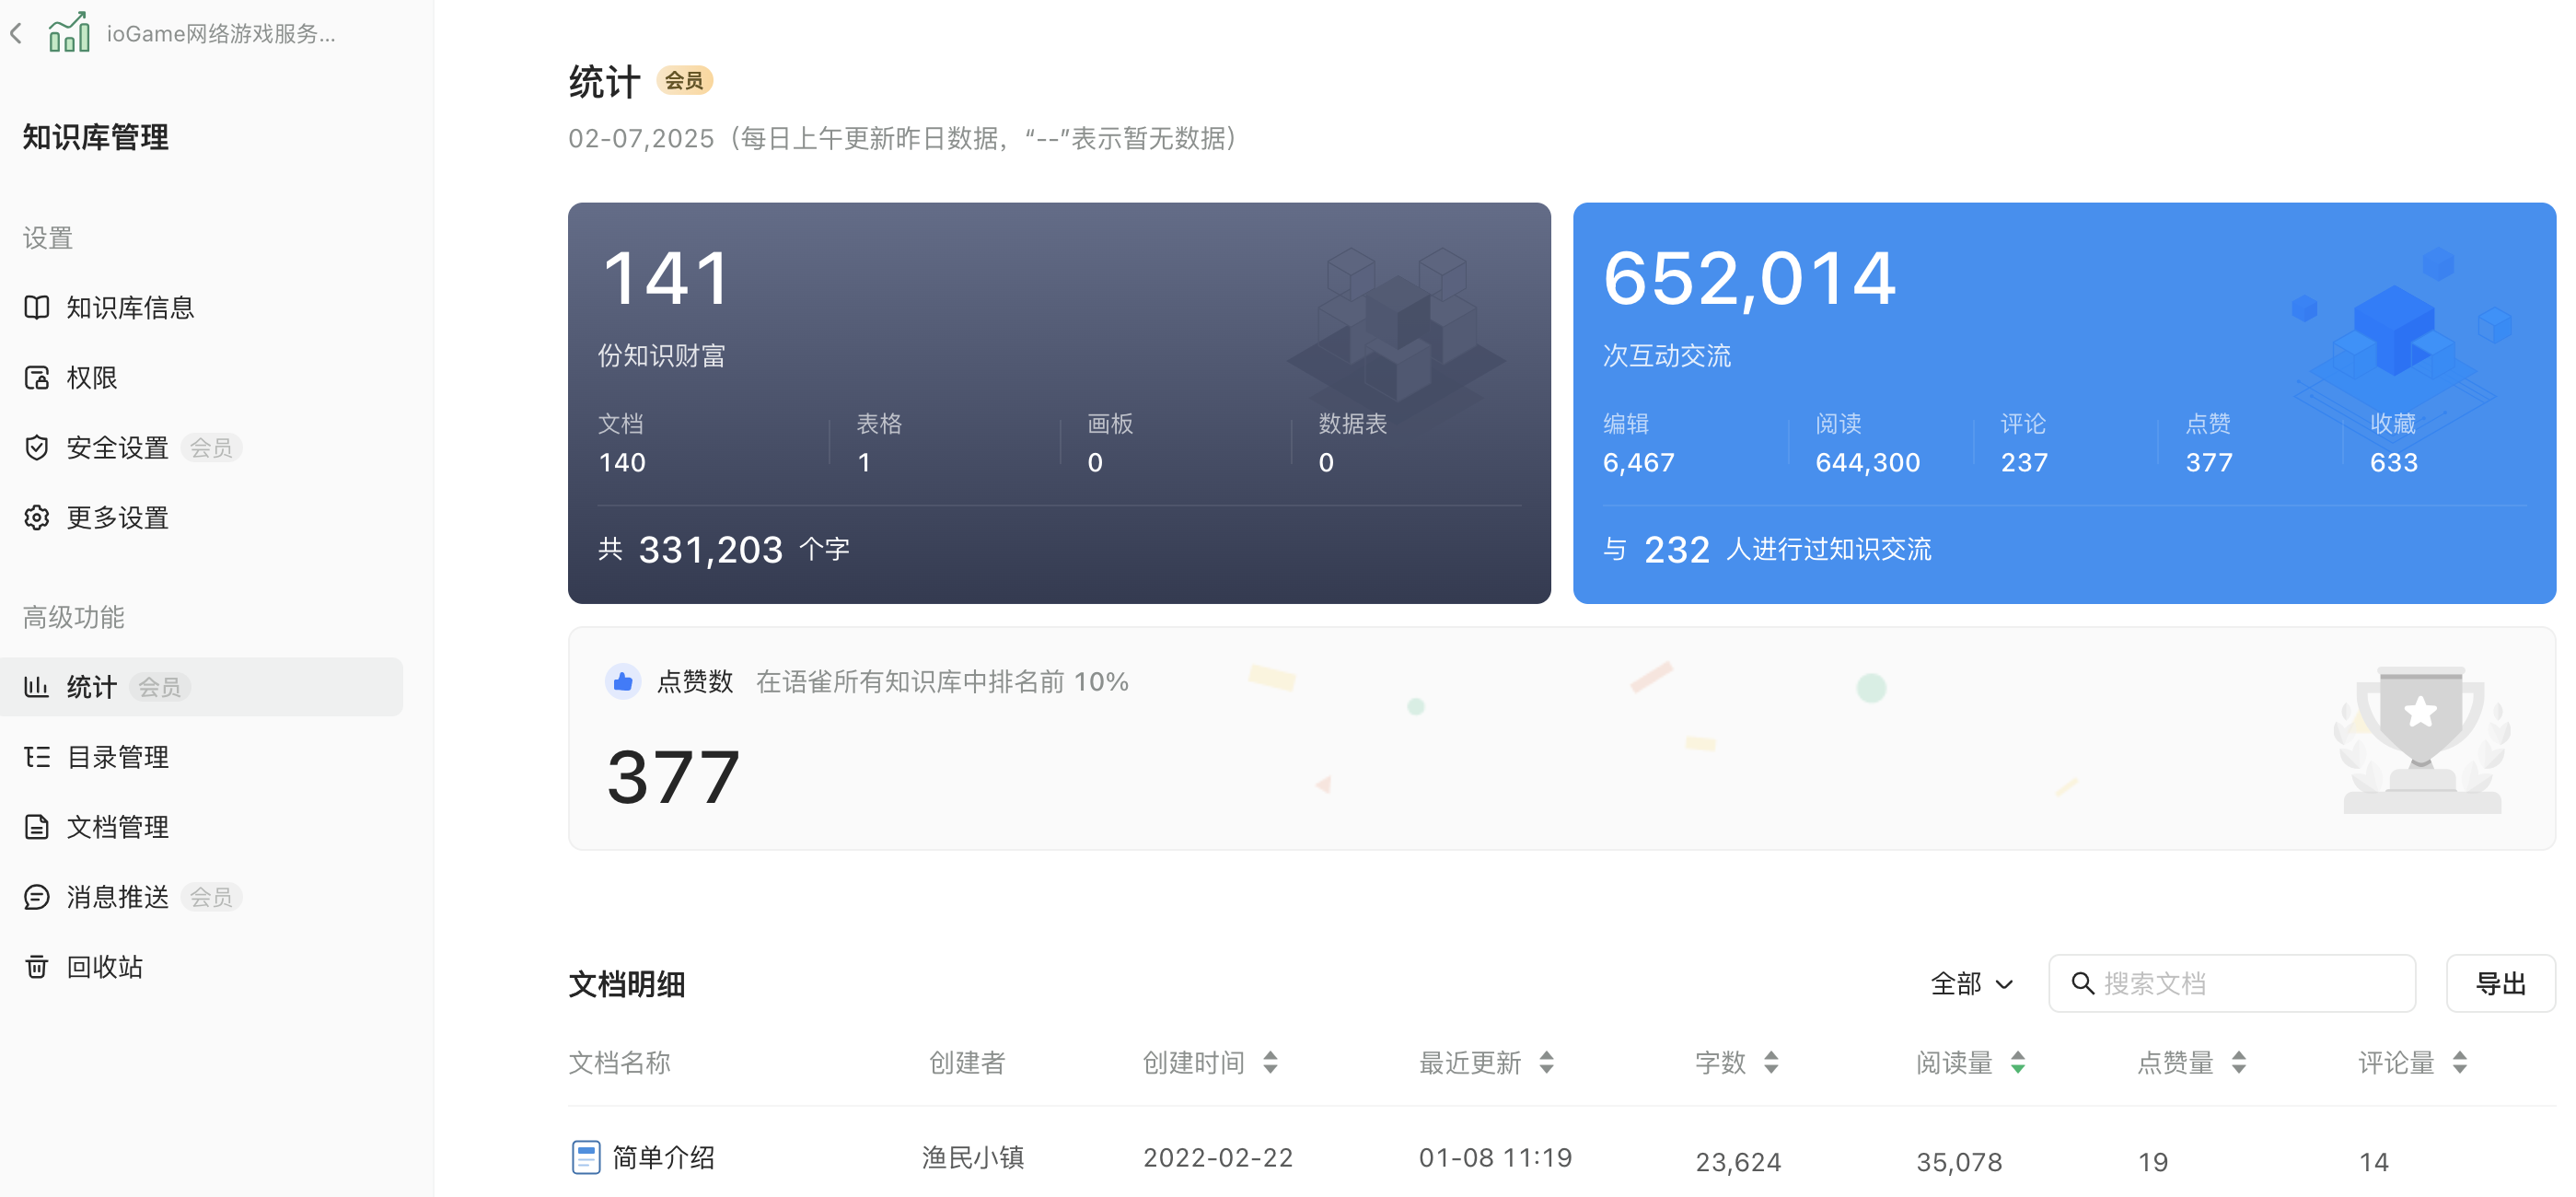 ioGame网络游戏服务...
知识库管理
设置
知识库信息
权限
安全设置 会员
更多设置
高级功能
统计 会员
目录管理
文档管理
消息推送 会员
回收站
统计 会员
02-07,2025（每日上午更新昨日数据，“--”表示暂无数据）
141
份知识财富
文档 表格 画板 数据表
140 1 0 0
共 331,203 个字
652,014
次互动交流
编辑 阅读 评论 点赞 收藏
6,467 644,300 237 377 633
与 232 人进行过知识交流
点赞数 在语雀所有知识库中排名前 10%
377
文档明细 全部 搜索文档 导出
文档名称 创建者 创建时间 最近更新 字数 阅读量 点赞量 评论量
简单介绍 渔民小镇 2022-02-22 01-08 11:19 23,624 35,078 19 14